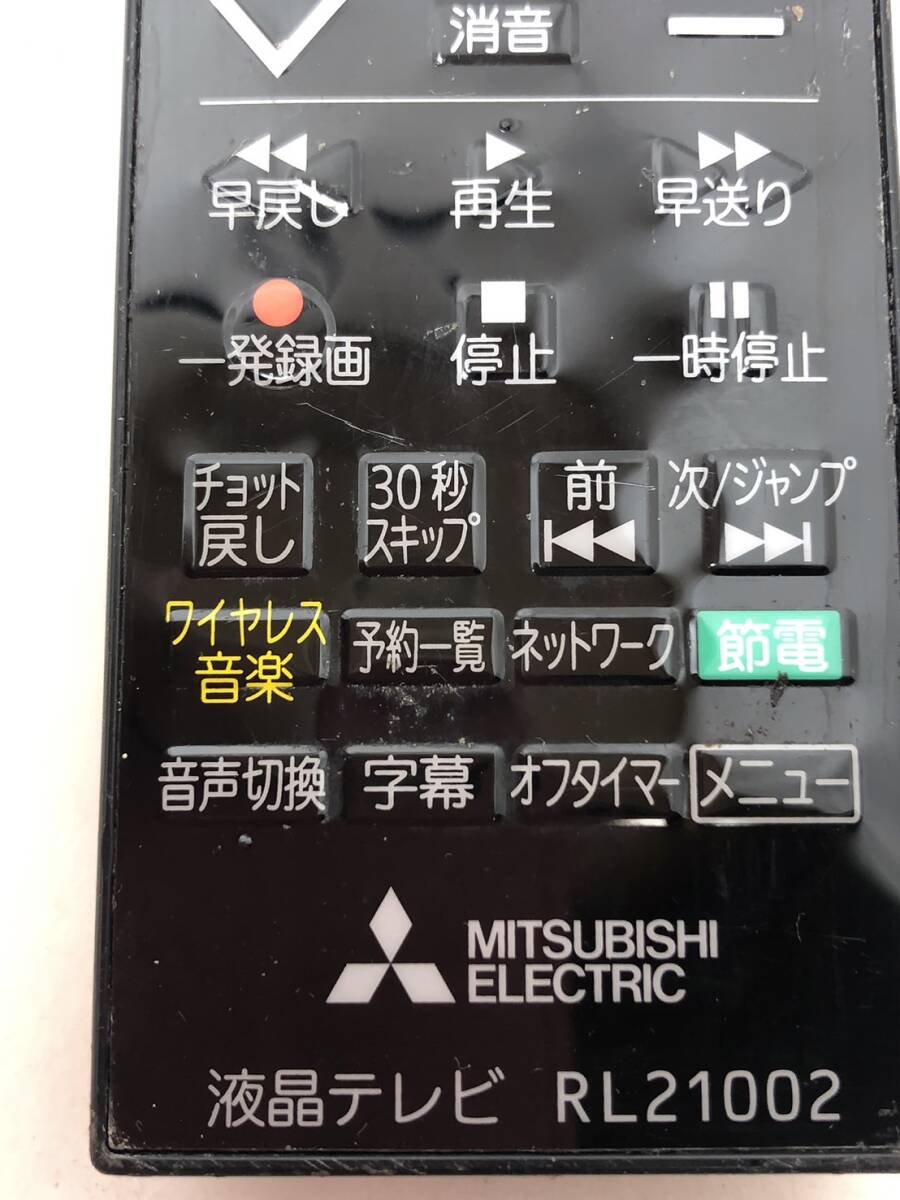 消音
早戻し 再生 早送り
一発録画 停止 一時停止
チョット 30秒 前 次/ジャンプ
戻し スキップ
ワイヤレス 予約一覧 ネットワーク 節電
音楽
音声切換 字幕 オフタイマー メニュー
MITSUBISHI
ELECTRIC
液晶テレビ RL21002